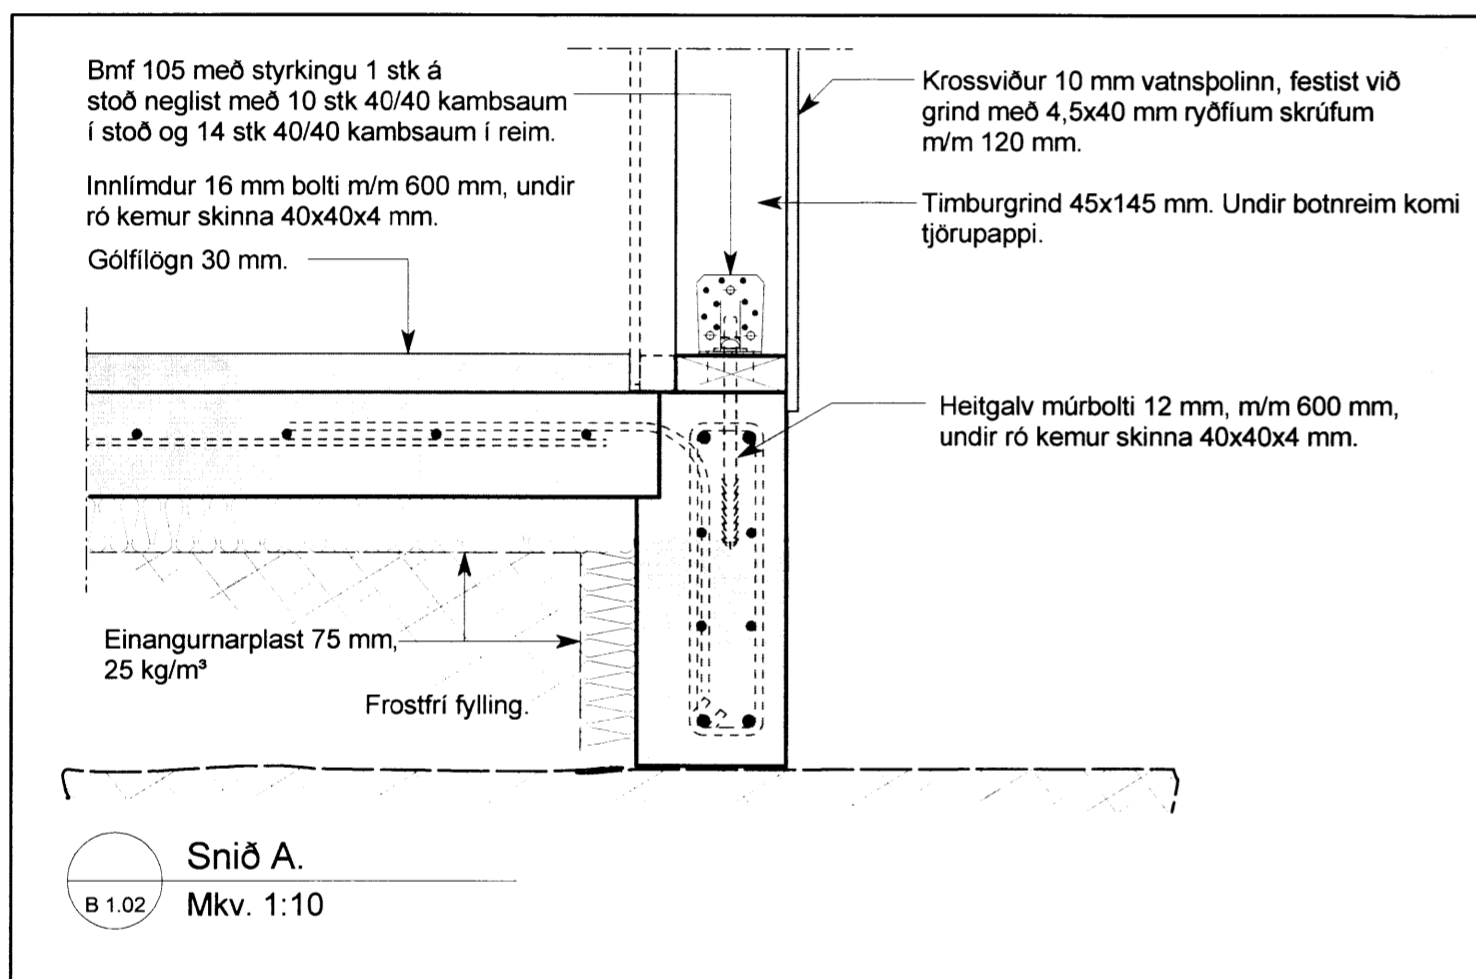 Bmf 105 með styrkingu 1 stk á
stoð neglist með 10 stk 40/40 kambsaum
í stoð og 14 stk 40/40 kambsaum í reim.
Innlímdur 16 mm bolti m/m 600 mm, undir
ró kemur skinna 40x40x4 mm.
Gólfílögn 30 mm.
Krossviður 10 mm vatnsþolinn, festist við
grind með 4,5x40 mm ryðfíum skrúfum
m/m 120 mm.
Timburgrind 45x145 mm. Undir botnreim komi
tjörupappi.
Heitgalv múrbolti 12 mm, m/m 600 mm,
undir ró kemur skinna 40x40x4 mm.
Einangurnarplast 75 mm,
25 kg/m³
Frostfrí fylling.
Snið A.
B 1.02
Mkv. 1:10